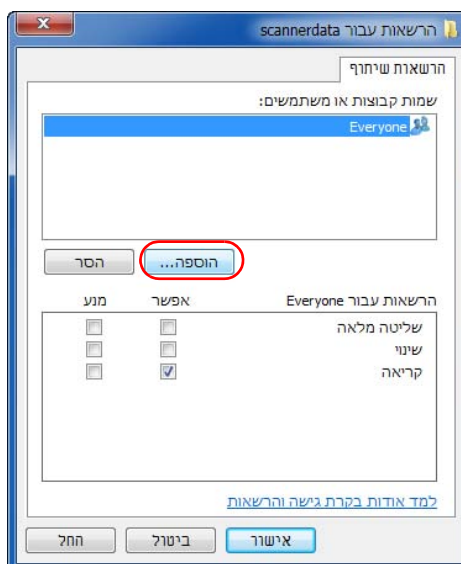 הרשאות עבור scannerdata
הרשאות שיתוף
שמות קבוצות או משתמשים:
Everyone
הוספה... הסר
הרשאות עבור Everyone אפשר מנע
שליטה מלאה
שינוי
קריאה
למד אודות בקרת גישה והרשאות
אישור ביטול החל